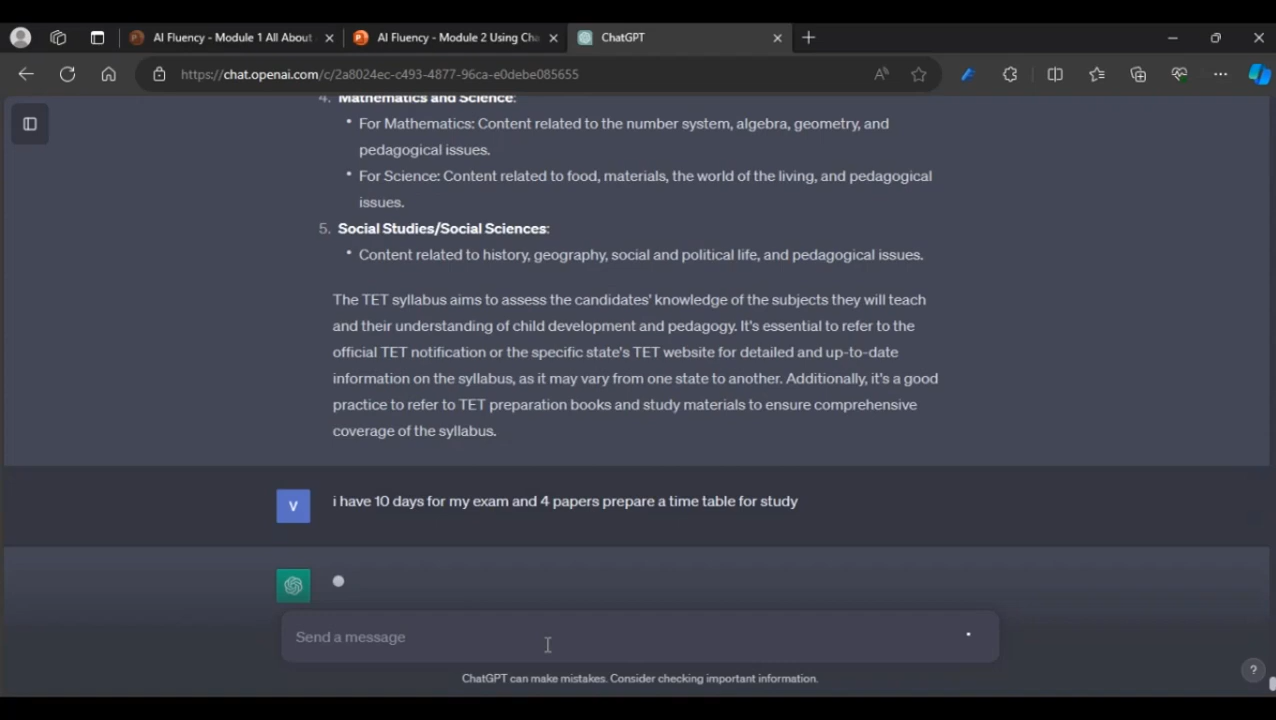 AI Fluency - Module 1 All About
AI Fluency - Module 2 Using Cha
ChatGPT
https://chat.openai.com/c/2a8024ec-c493-4877-96ca-e0debe085655
4. Mathematics and Science:
• For Mathematics: Content related to the number system, algebra, geometry, and
pedagogical issues.
• For Science: Content related to food, materials, the world of the living, and pedagogical
issues.
5. Social Studies/Social Sciences:
• Content related to history, geography, social and political life, and pedagogical issues.
The TET syllabus aims to assess the candidates' knowledge of the subjects they will teach
and their understanding of child development and pedagogy. It's essential to refer to the
official TET notification or the specific state's TET website for detailed and up-to-date
information on the syllabus, as it may vary from one state to another. Additionally, it's a good
practice to refer to TET preparation books and study materials to ensure comprehensive
coverage of the syllabus.
V
i have 10 days for my exam and 4 papers prepare a time table for study
Send a message
ChatGPT can make mistakes. Consider checking important information.
?